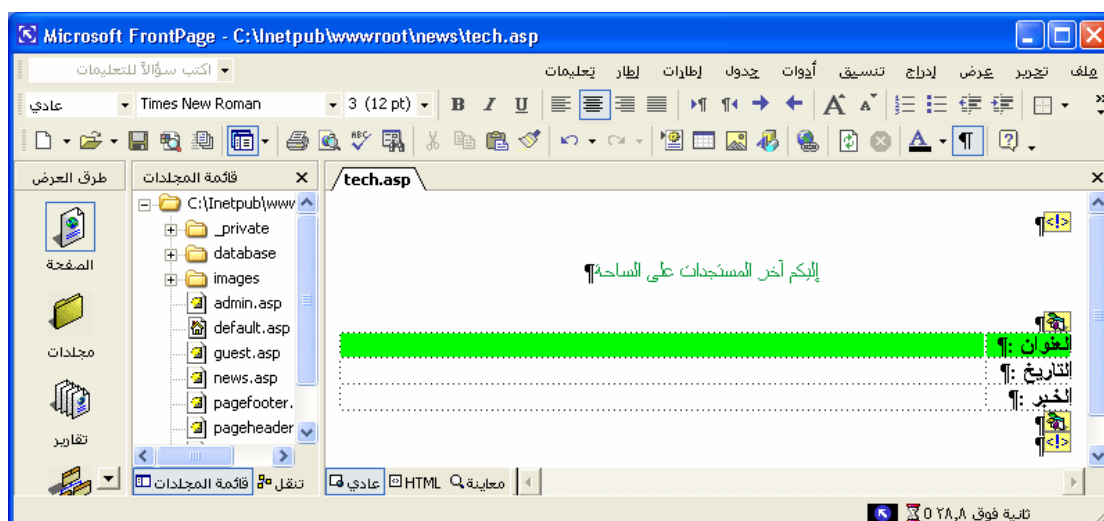 Microsoft FrontPage - C:\Inetpub\wwwroot\news\tech.asp
ملف تحرير عرض إدراج تنسيق أدوات جدول إطارات إطار تعليمات اكتب سؤالاً للتعليمات
عادي Times New Roman 3 (12 pt) B I U
طرق العرض
الصفحة
مجلدات
تقارير
قائمة المجلدات
C:\Inetpub\www
_private
database
images
admin.asp
default.asp
guest.asp
news.asp
pagefooter.
pageheader
تنقل قائمة المجلدات
tech.asp
إليكم آخر المستجدات على الساحة¶
العنوان :¶
التاريخ :¶
الخبر :¶
عادي HTML معاينة
٠ ثانية فوق ٢٨,٨